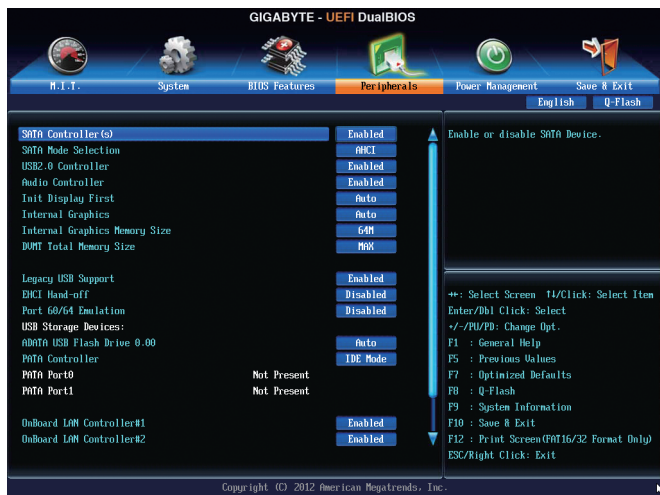 GIGABYTE - UEFI DualBIOS
M.I.T. System BIOS Features Peripherals Power Management Save & Exit
English Q-Flash
SATA Controller(s) Enabled
SATA Mode Selection AHCI
USB2.0 Controller Enabled
Audio Controller Enabled
Init Display First Auto
Internal Graphics Auto
Internal Graphics Memory Size 64M
DVMT Total Memory Size MAX
Legacy USB Support Enabled
EHCI Hand-off Disabled
Port 60/64 Emulation Disabled
USB Storage Devices:
ADATA USB Flash Drive 0.00 Auto
PATA Controller IDE Mode
PATA Port0 Not Present
PATA Port1 Not Present
OnBoard LAN Controller#1 Enabled
OnBoard LAN Controller#2 Enabled
Enable or disable SATA Device.
→←: Select Screen ↑↓/Click: Select Item
Enter/Dbl Click: Select
+/-/PU/PD: Change Opt.
F1 : General Help
F5 : Previous Values
F7 : Optimized Defaults
F8 : Q-Flash
F9 : System Information
F10 : Save & Exit
F12 : Print Screen(FAT16/32 Format Only)
ESC/Right Click: Exit
Copyright (C) 2012 American Megatrends, Inc.